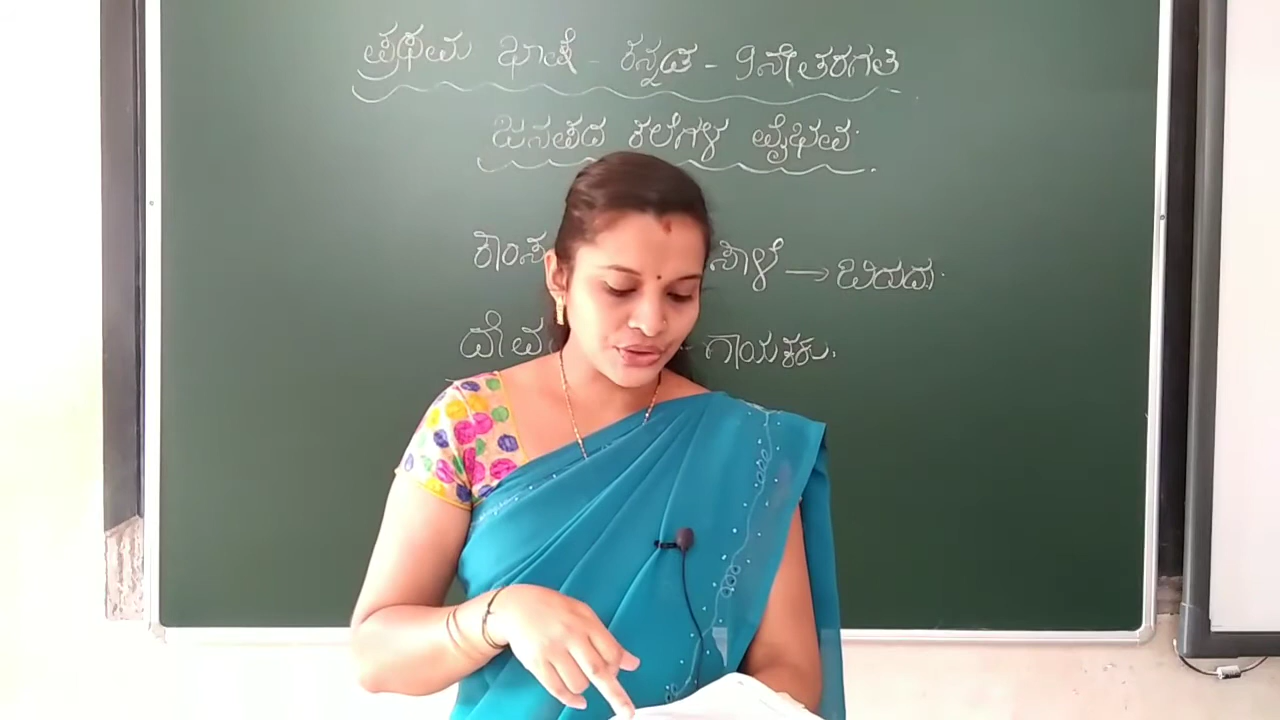 ಪ್ರಥಮ ಭಾಷೆ - ಕನ್ನಡ - 9ನೇ ತರಗತಿ
ಜನಪದ ಕಲೆಗಳ ವೈಭವ.
ಕಂಸಾ ಸಾಳೆ → ಬಿರುದು.
ದೇವ - ಗಾಯಕರು.